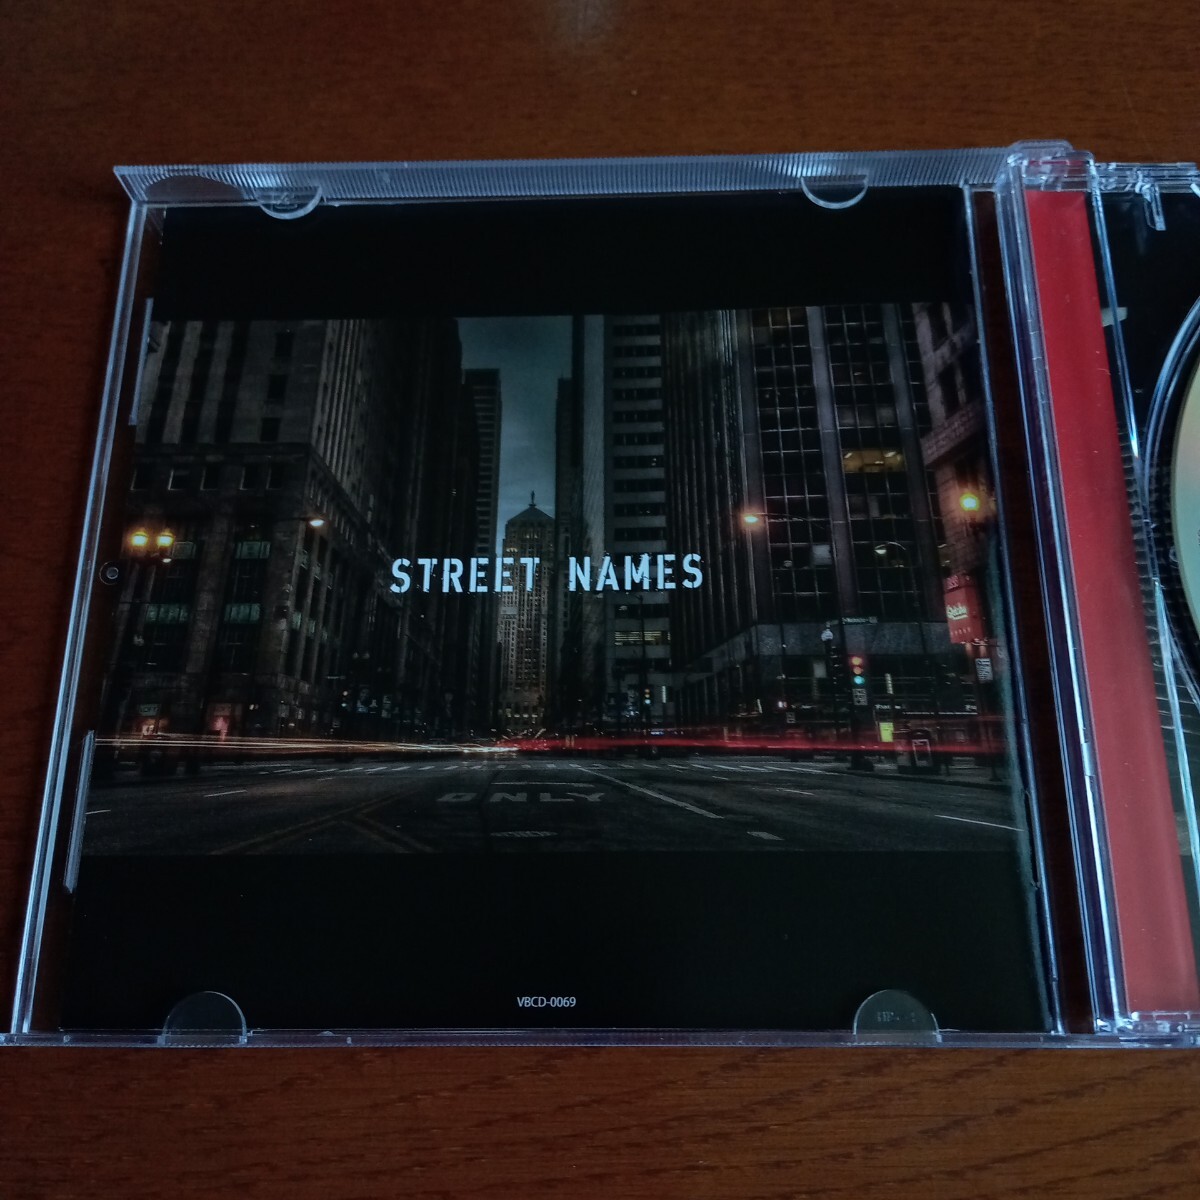 STREET NAMES
ONLY
VBCD-0069